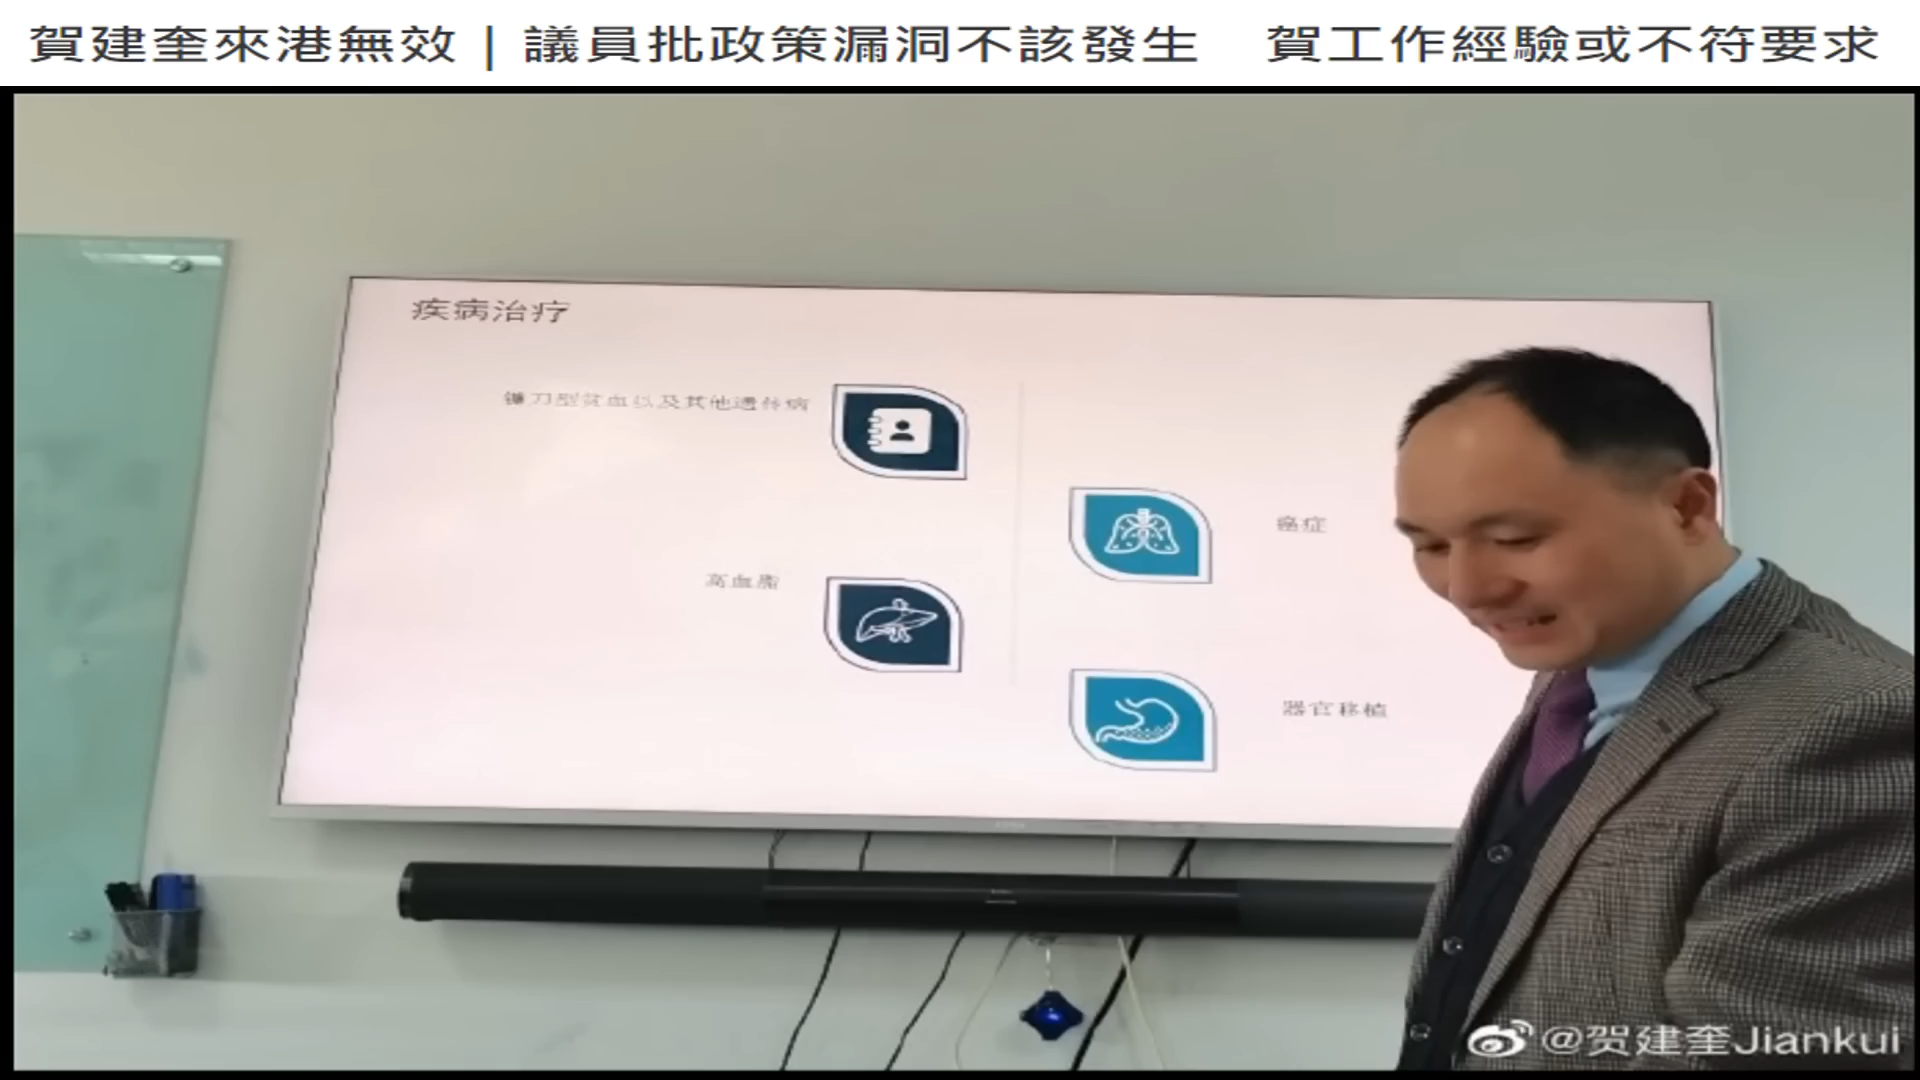 賀建奎來港無效｜議員批政策漏洞不該發生　賀工作經驗或不符要求
疾病治疗
镰刀型贫血以及其他遗传病
癌症
高血脂
器官移植
@贺建奎Jiankui